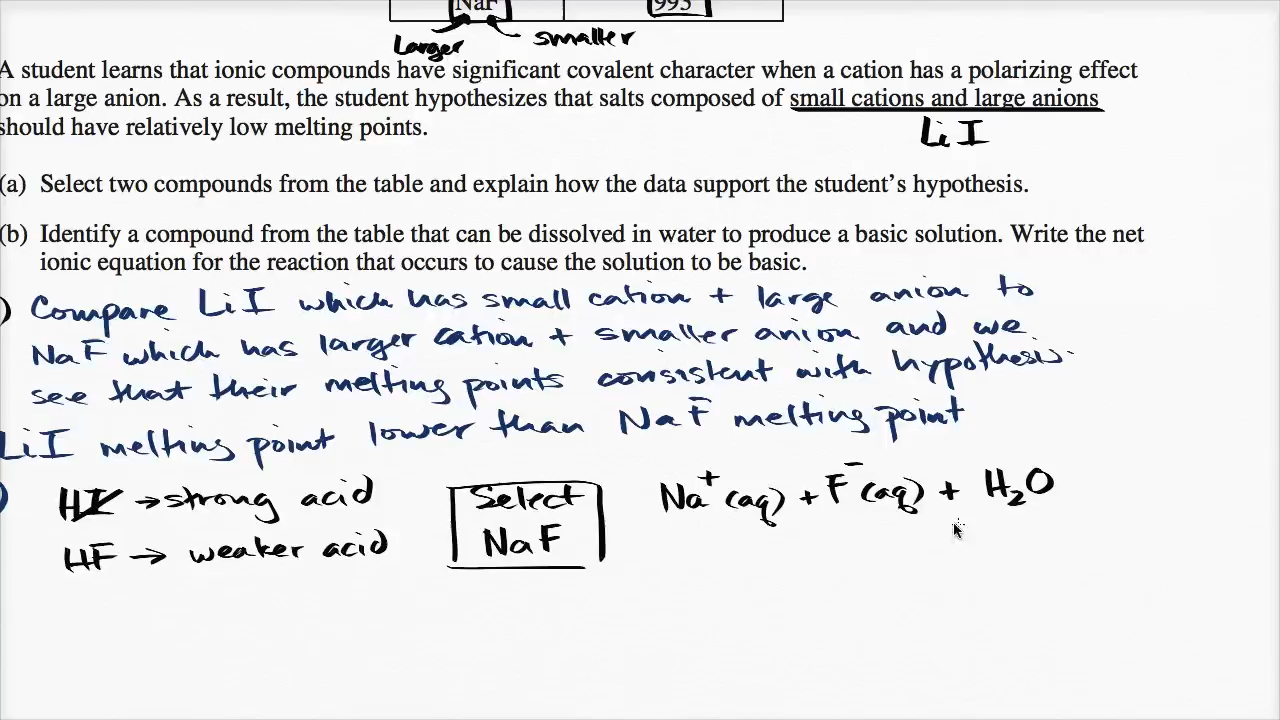 NaF 995
Larger smaller
A student learns that ionic compounds have significant covalent character when a cation has a polarizing effect
on a large anion. As a result, the student hypothesizes that salts composed of small cations and large anions
should have relatively low melting points.
LiI
(a) Select two compounds from the table and explain how the data support the student's hypothesis.
(b) Identify a compound from the table that can be dissolved in water to produce a basic solution. Write the net
ionic equation for the reaction that occurs to cause the solution to be basic.
) Compare LiI which has small cation + large anion to
NaF which has larger cation + smaller anion and we
see that their melting points consistent with hypothesis.
LiI melting point lower than NaF melting point
) HI → strong acid Select Na⁺(aq) + F⁻(aq) + H₂O
HF → weaker acid NaF